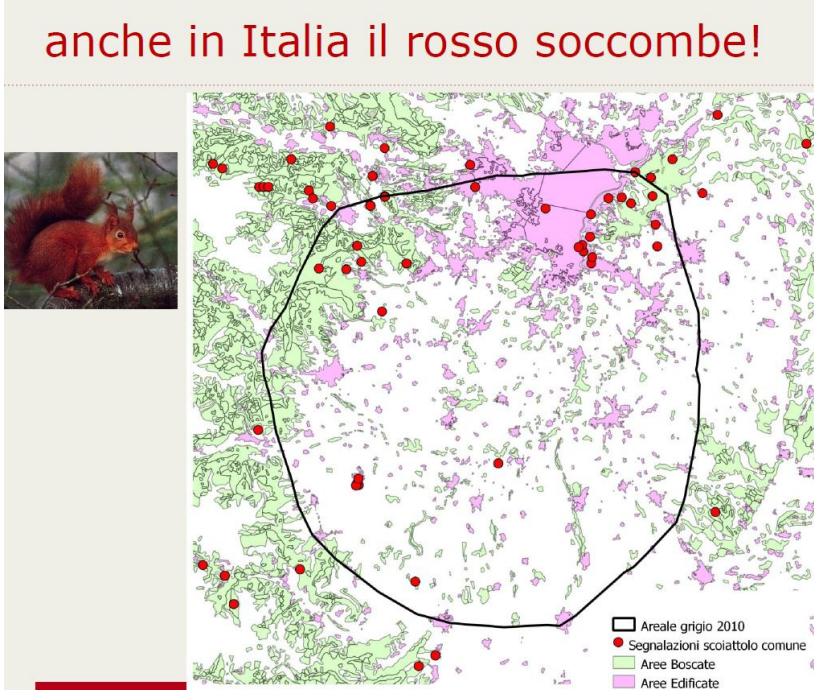 anche in Italia il rosso soccombe!
Areale grigio 2010
Segnalazioni scoiattolo comune
Aree Boscate
Aree Edificate